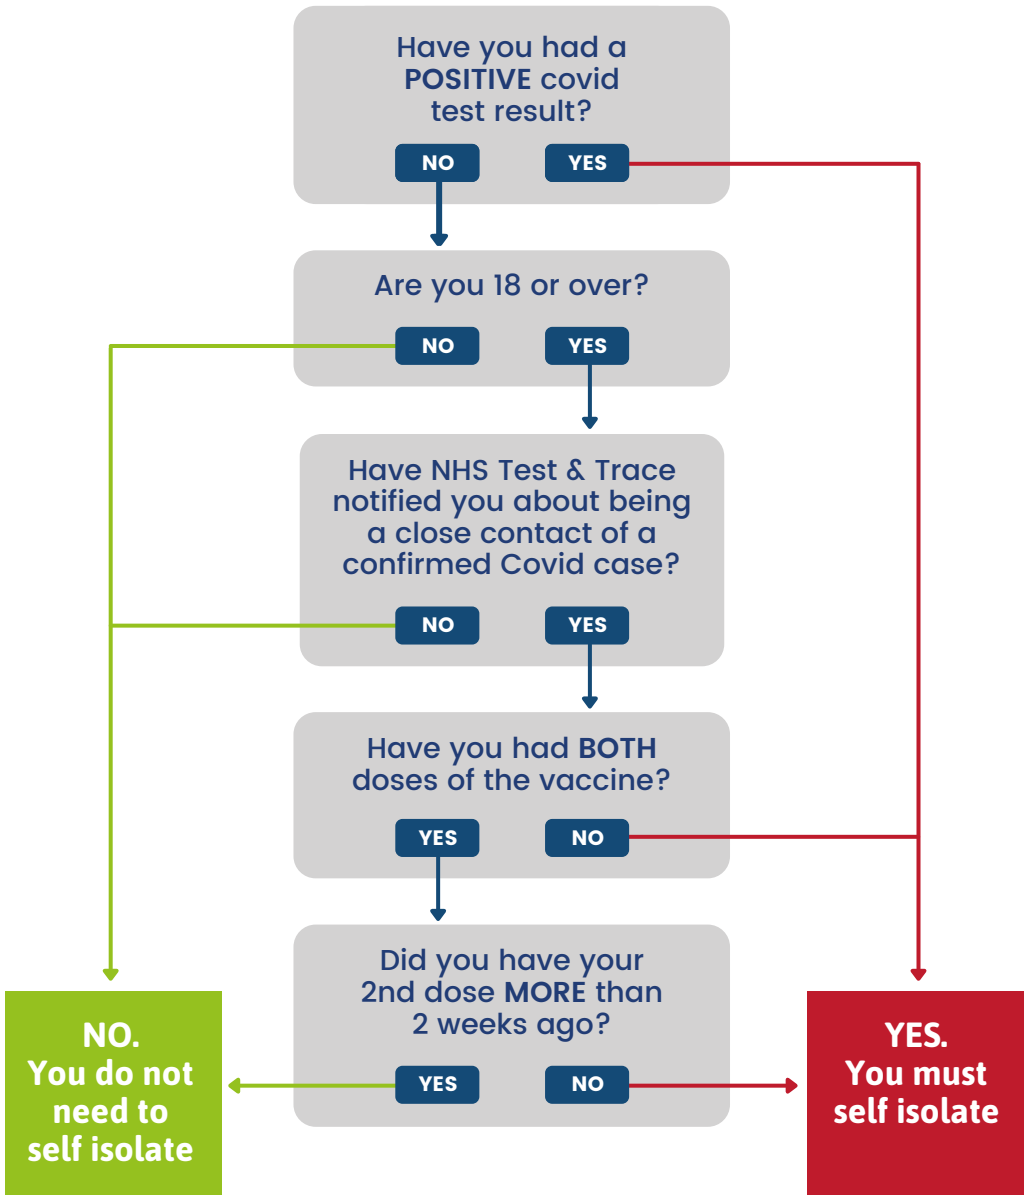 Have you had a
POSITIVE covid
test result?
NO YES
Are you 18 or over?
NO YES
Have NHS Test & Trace
notified you about being
a close contact of a
confirmed Covid case?
NO YES
Have you had BOTH
doses of the vaccine?
YES NO
Did you have your
2nd dose MORE than
2 weeks ago?
YES NO
NO.
You do not
need to
self isolate
YES.
You must
self isolate